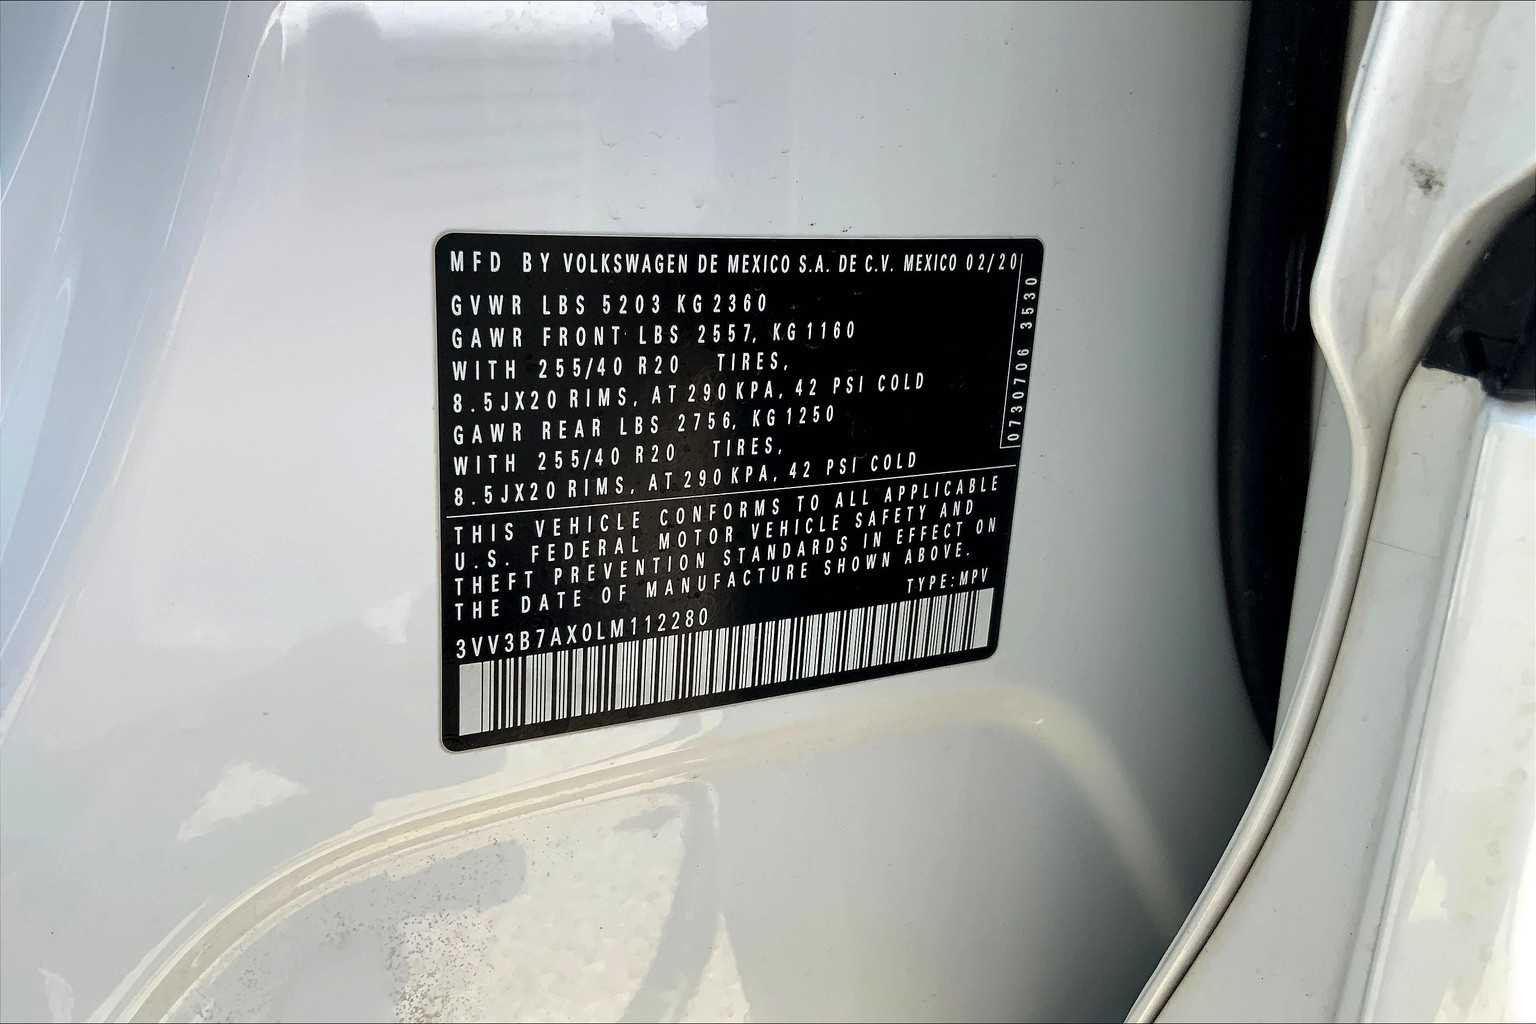 MFD BY VOLKSWAGEN DE MEXICO S.A. DE C.V. MEXICO 02/20
GVWR LBS 5203 KG 2360
GAWR FRONT LBS 2557, KG 1160
WITH 255/40 R20 TIRES,
8.5JX20 RIMS, AT 290 KPA, 42 PSI COLD
GAWR REAR LBS 2756, KG 1250
WITH 255/40 R20 TIRES,
8.5JX20 RIMS, AT 290 KPA, 42 PSI COLD
0730706 3530
THIS VEHICLE CONFORMS TO ALL APPLICABLE
U.S. FEDERAL MOTOR VEHICLE SAFETY AND
THEFT PREVENTION STANDARDS IN EFFECT ON
THE DATE OF MANUFACTURE SHOWN ABOVE.
TYPE:MPV
3VV3B7AX0LM112280